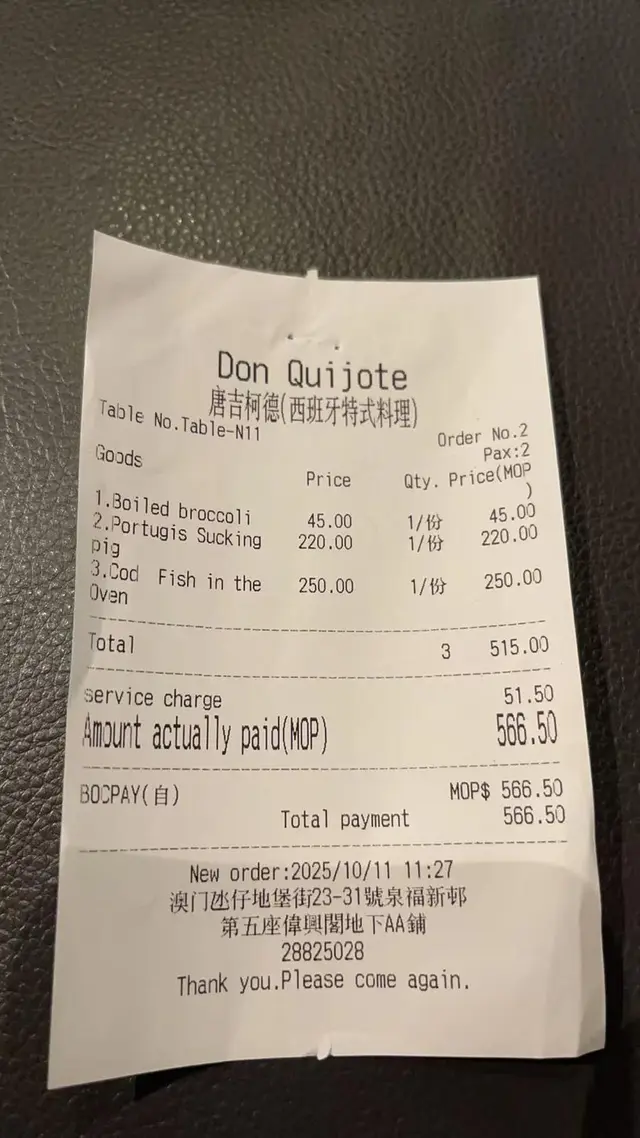 Don Quijote
唐吉柯德(西班牙特式料理)
Table No.Table-N11 Order No.2
Pax:2
Goods Price Qty. Price(MOP
)
1.Boiled broccoli 45.00 1/份 45.00
2.Portugis Sucking 220.00 1/份 220.00
pig
3.Cod Fish in the 250.00 1/份 250.00
Oven
Total 3 515.00
service charge 51.50
Amount actually paid(MOP) 566.50
BOCPAY(自) MOP$ 566.50
Total payment 566.50
New order:2025/10/11 11:27
澳门氹仔地堡街23-31號泉福新邨
第五座偉興閣地下AA鋪
28825028
Thank you.Please come again.